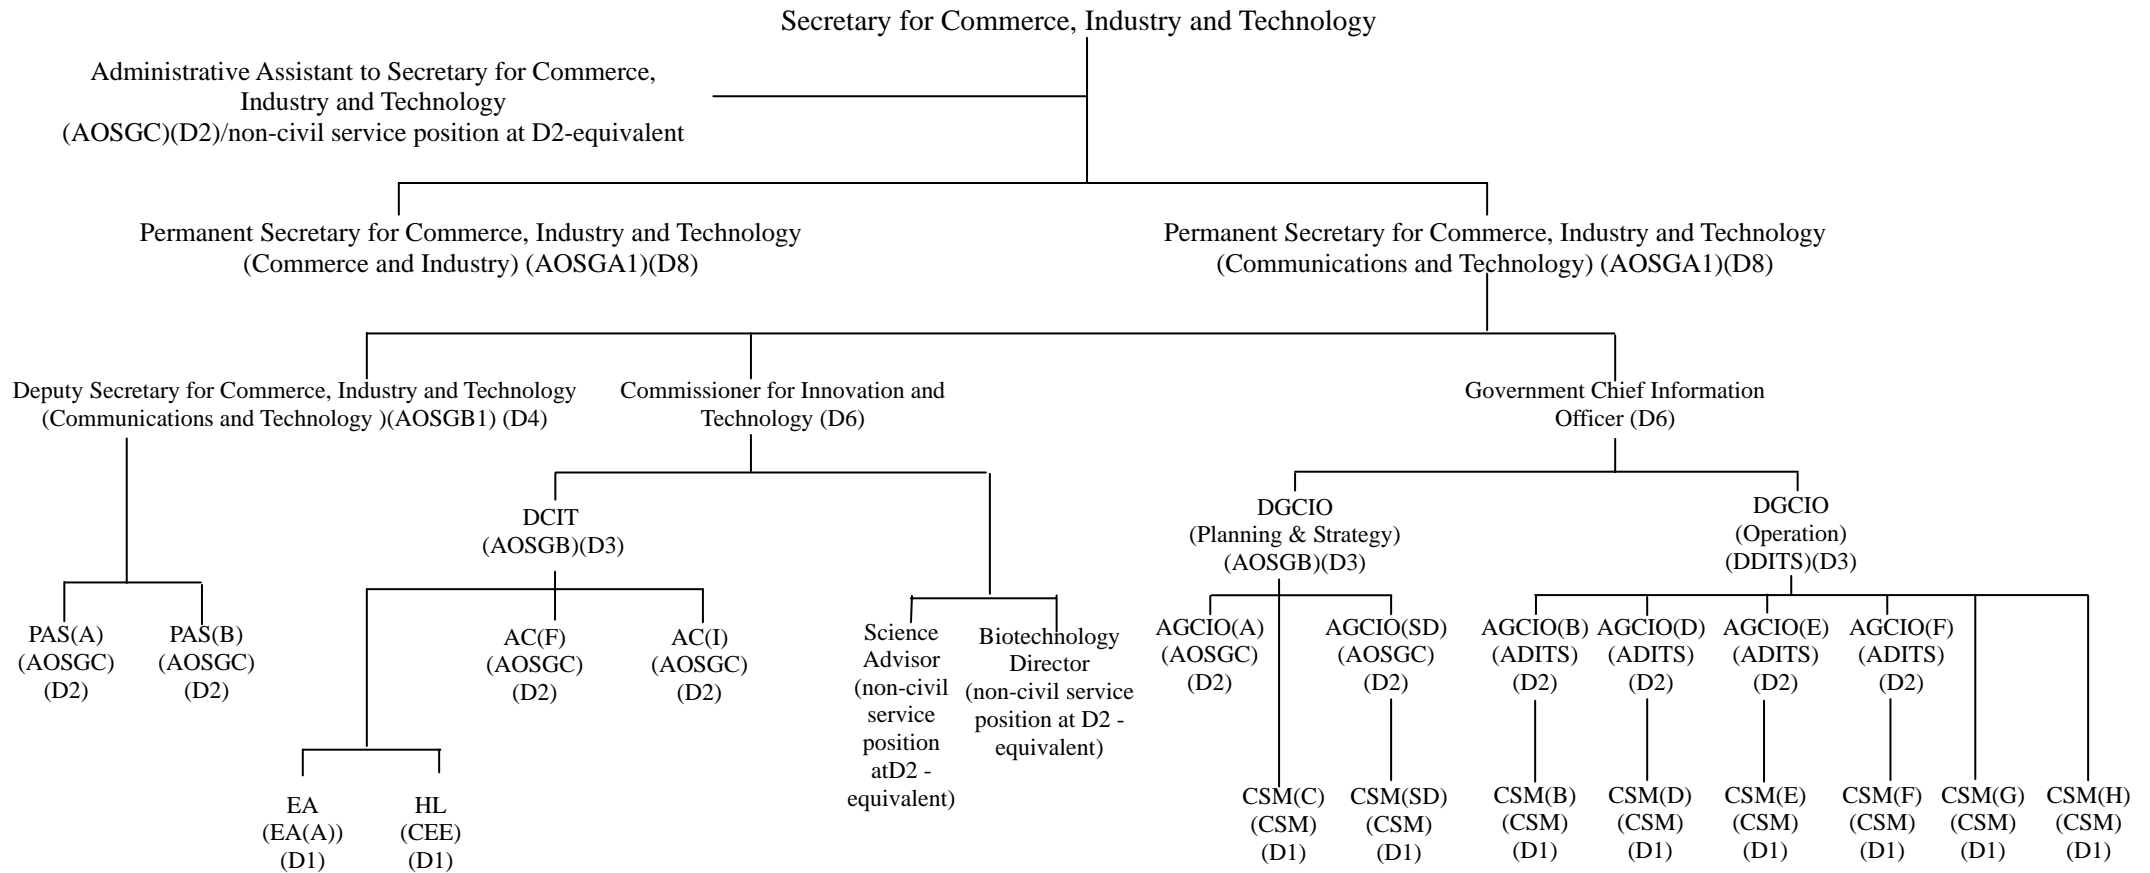 Secretary for Commerce, Industry and Technology
Administrative Assistant to Secretary for Commerce,
Industry and Technology
(AOSGC)(D2)/non-civil service position at D2-equivalent
Permanent Secretary for Commerce, Industry and Technology
(Commerce and Industry) (AOSGA1)(D8)
Permanent Secretary for Commerce, Industry and Technology
(Communications and Technology) (AOSGA1)(D8)
Deputy Secretary for Commerce, Industry and Technology
(Communications and Technology )(AOSGB1) (D4)
Commissioner for Innovation and
Technology (D6)
Government Chief Information
Officer (D6)
DCIT
(AOSGB)(D3)
DGCIO
(Planning & Strategy)
(AOSGB)(D3)
DGCIO
(Operation)
(DDITS)(D3)
PAS(A)
(AOSGC)
(D2)
PAS(B)
(AOSGC)
(D2)
AC(F)
(AOSGC)
(D2)
AC(I)
(AOSGC)
(D2)
Science
Advisor
(non-civil
service
position
atD2 -
equivalent)
Biotechnology
Director
(non-civil service
position at D2 -
equivalent)
AGCIO(A)
(AOSGC)
(D2)
AGCIO(SD)
(AOSGC)
(D2)
AGCIO(B)
(ADITS)
(D2)
AGCIO(D)
(ADITS)
(D2)
AGCIO(E)
(ADITS)
(D2)
AGCIO(F)
(ADITS)
(D2)
EA
(EA(A))
(D1)
HL
(CEE)
(D1)
CSM(C)
(CSM)
(D1)
CSM(SD)
(CSM)
(D1)
CSM(B)
(CSM)
(D1)
CSM(D)
(CSM)
(D1)
CSM(E)
(CSM)
(D1)
CSM(F)
(CSM)
(D1)
CSM(G)
(CSM)
(D1)
CSM(H)
(CSM)
(D1)